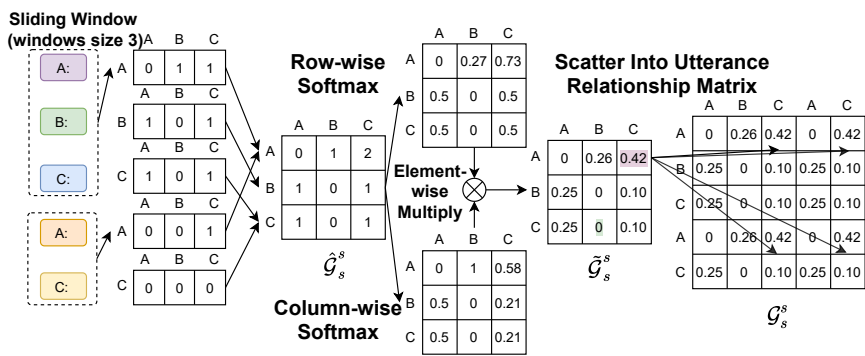 Sliding Window
(windows size 3)
A:
B:
C:
A:
C:
A B C
A 0 1 1
A B C
B 1 0 1
A B C
C 1 0 1
A B C
A 0 0 1
A B C
C 0 0 0
Row-wise
Softmax
A B C
A 0 1 2
B 1 0 1
C 1 0 1
Ĝₛˢ
Column-wise
Softmax
A B C
A 0 0.27 0.73
B 0.5 0 0.5
C 0.5 0 0.5
Element-
wise
Multiply
A B C
A 0 1 0.58
B 0.5 0 0.21
C 0.5 0 0.21
A B C
A 0 0.26 0.42
B 0.25 0 0.10
C 0.25 0 0.10
G̃ₛˢ
Scatter Into Utterance
Relationship Matrix
A B C A C
A 0 0.26 0.42 0 0.42
B 0.25 0 0.10 0.25 0.10
C 0.25 0 0.10 0.25 0.10
A 0 0.26 0.42 0 0.42
C 0.25 0 0.10 0.25 0.10
Gₛˢ